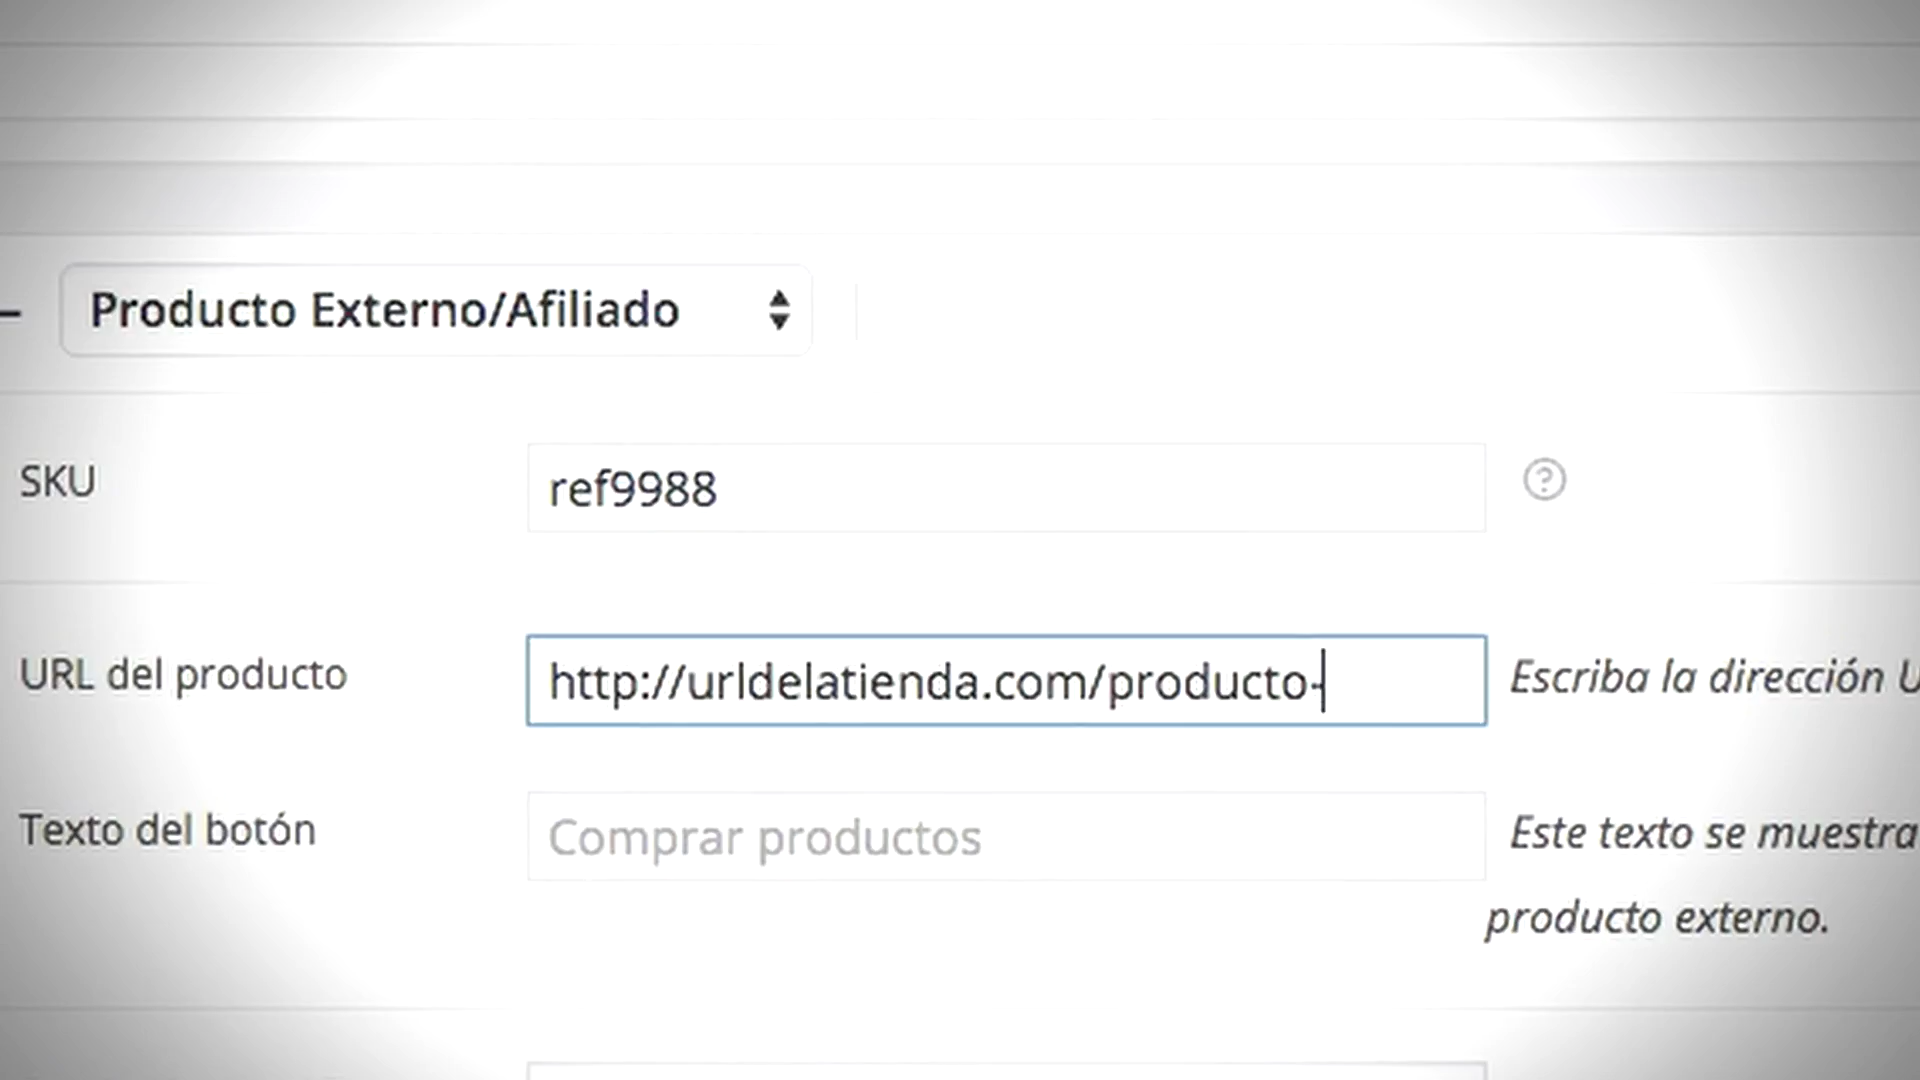 Producto Externo/Afiliado
SKU
ref9988
URL del producto
http://urldelatienda.com/producto-
Escriba la dirección
Texto del botón
Comprar productos
Este texto se muestra
producto externo.